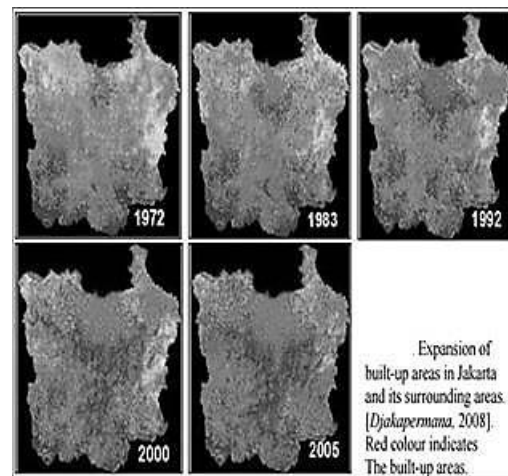 1972
1983
1992
2000
2005
. Expansion of
built-up areas in Jakarta
and its surrounding areas.
[Djakapermana, 2008].
Red colour indicates
The built-up areas.